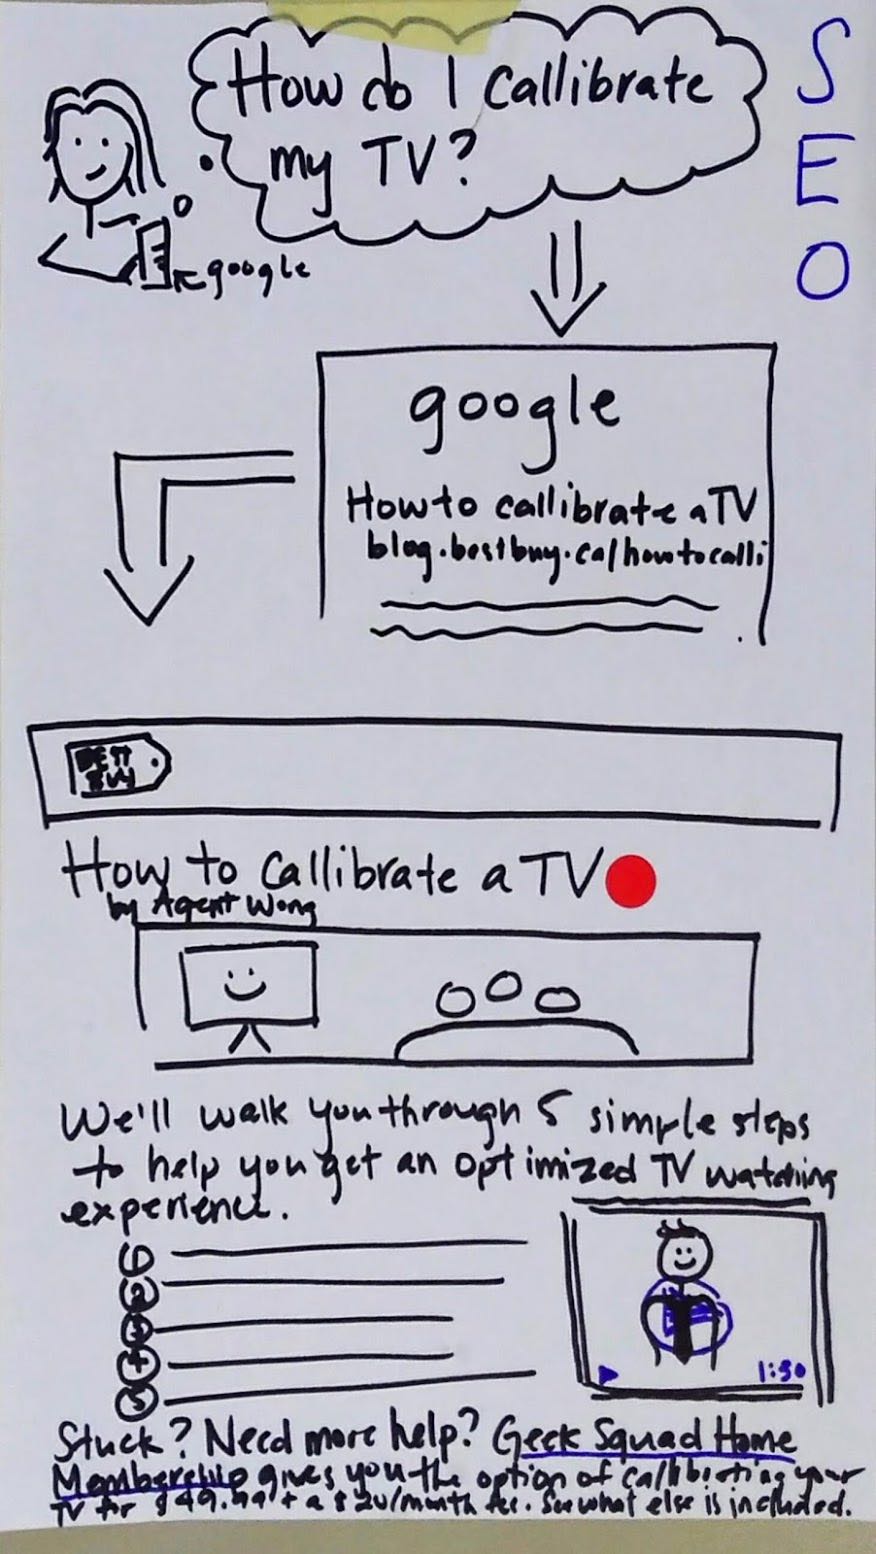 How do I callibrate
my TV?
SEO
google
google
How to callibrate a TV
blog.bestbuy.ca/howtocalli
BEST
BUY
How to callibrate a TV
by Agent Wong
We'll walk you through 5 simple steps
to help you get an optimized TV watching
experience.
1
2
3
4
5
1:30
Stuck? Need more help? Geek Squad Home
Membership gives you the option of callibrating your
TV for $49.99 + a $20/month fee. See what else is included.